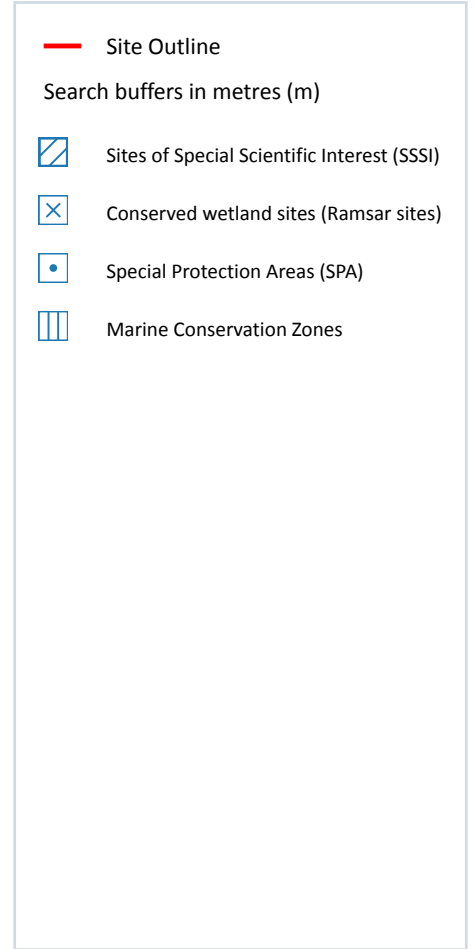 Site Outline
Search buffers in metres (m)
Sites of Special Scientific Interest (SSSI)
Conserved wetland sites (Ramsar sites)
Special Protection Areas (SPA)
Marine Conservation Zones